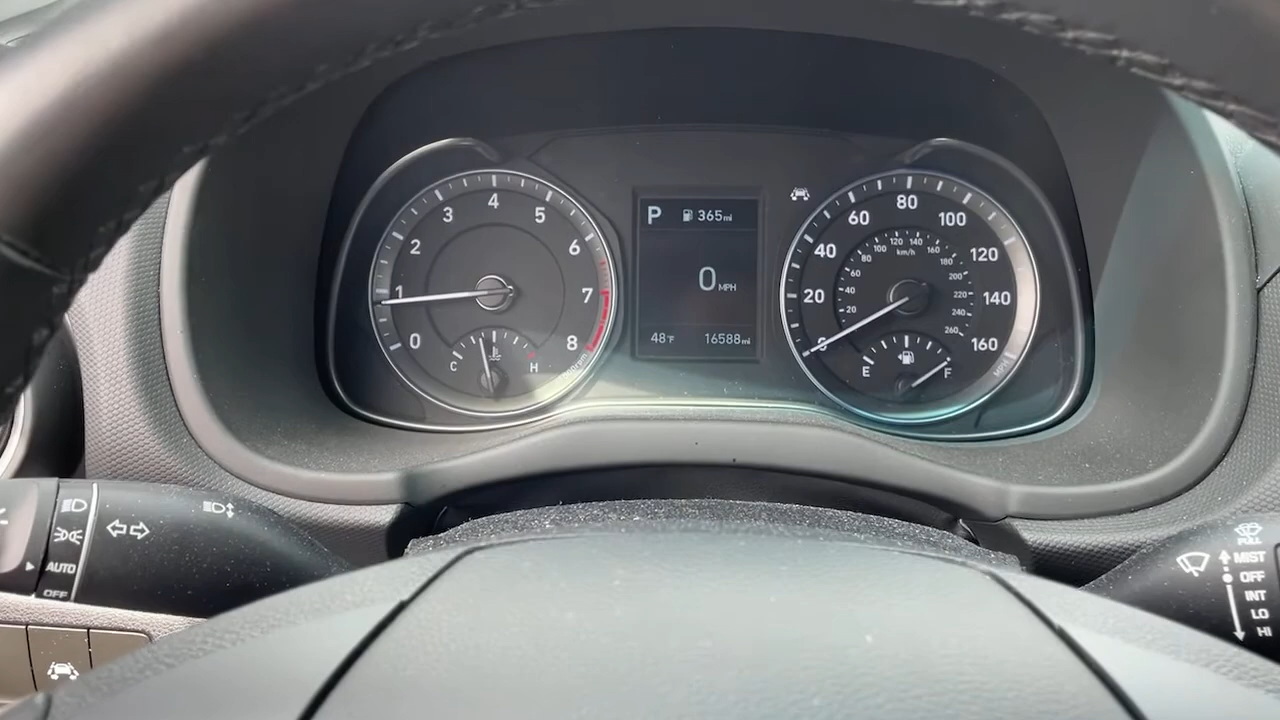 P 365mi
0 MPH
48°F 16588mi
0 1 2 3 4 5 6 7 8
C H
0 20 40 60 80 100 120 140 160
MPH
20 40 60 80 100 120 140 160 180 200 220 240 260
km/h
E F
AUTO
OFF
PULL
MIST
OFF
INT
LO
HI